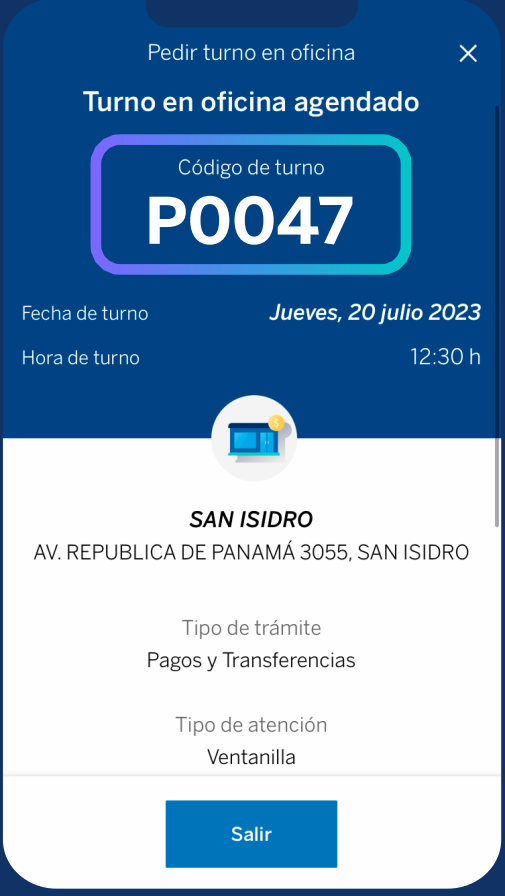 Pedir turno en oficina
Turno en oficina agendado
Código de turno
P0047
Fecha de turno Jueves, 20 julio 2023
Hora de turno 12:30 h
$
SAN ISIDRO
AV. REPUBLICA DE PANAMÁ 3055, SAN ISIDRO
Tipo de trámite
Pagos y Transferencias
Tipo de atención
Ventanilla
Salir